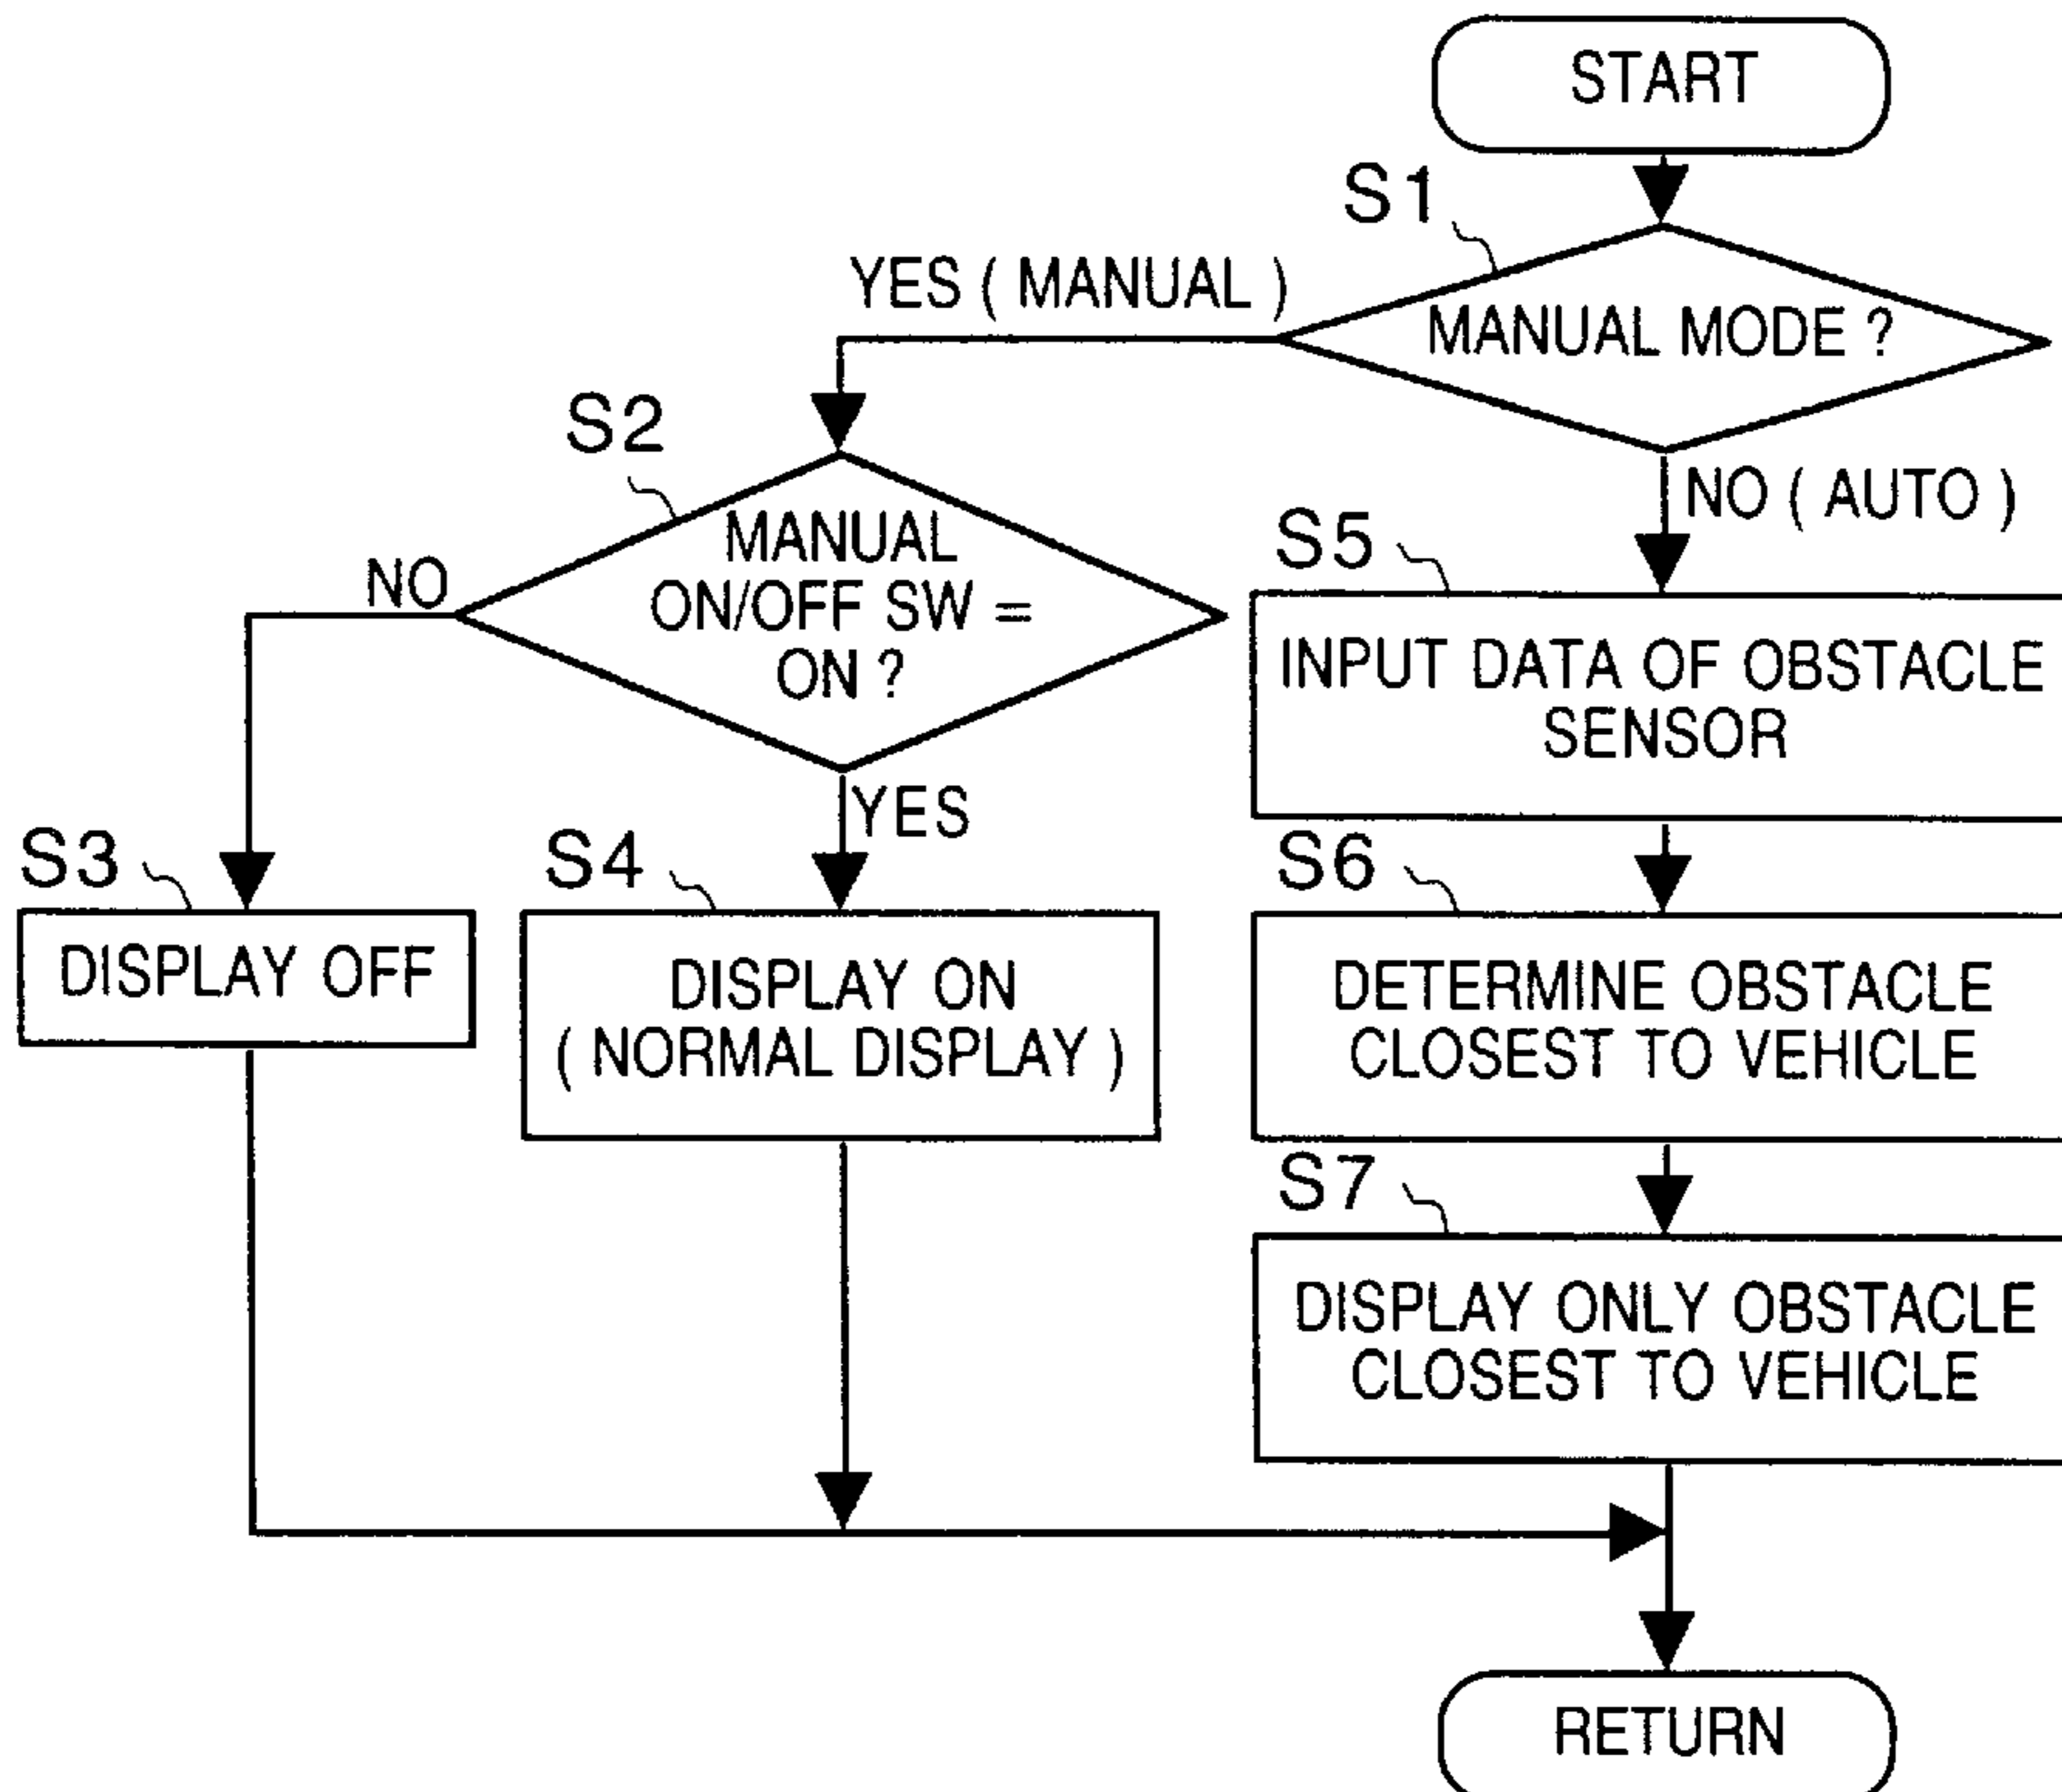 START
S1
YES ( MANUAL )
MANUAL MODE ?
S2
NO ( AUTO )
MANUAL
ON/OFF SW =
ON ?
NO
S5
INPUT DATA OF OBSTACLE
SENSOR
YES
S3
S4
S6
DISPLAY OFF
DISPLAY ON
( NORMAL DISPLAY )
DETERMINE OBSTACLE
CLOSEST TO VEHICLE
S7
DISPLAY ONLY OBSTACLE
CLOSEST TO VEHICLE
RETURN